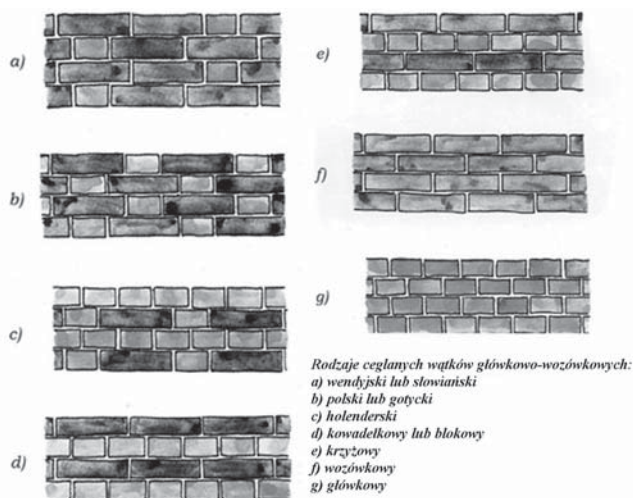 a)
b)
c)
d)
e)
f)
g)
Rodzaje ceglanych wątków główkowo-wozówkowych:
a) wendyjski lub słowiański
b) polski lub gotycki
c) holenderski
d) kowadełkowy lub blokowy
e) krzyżowy
f) wozówkowy
g) główkowy